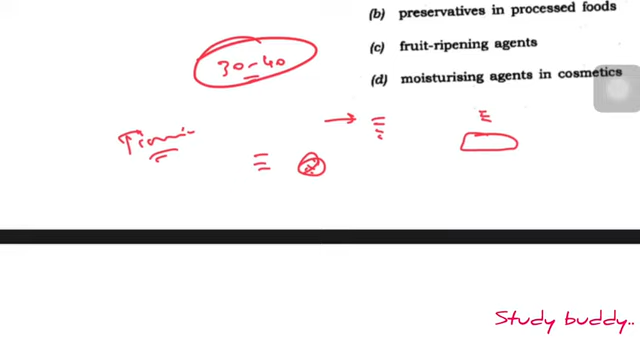 (b) preservatives in processed foods
(c) fruit-ripening agents
(d) moisturising agents in cosmetics
30-40
Study buddy..